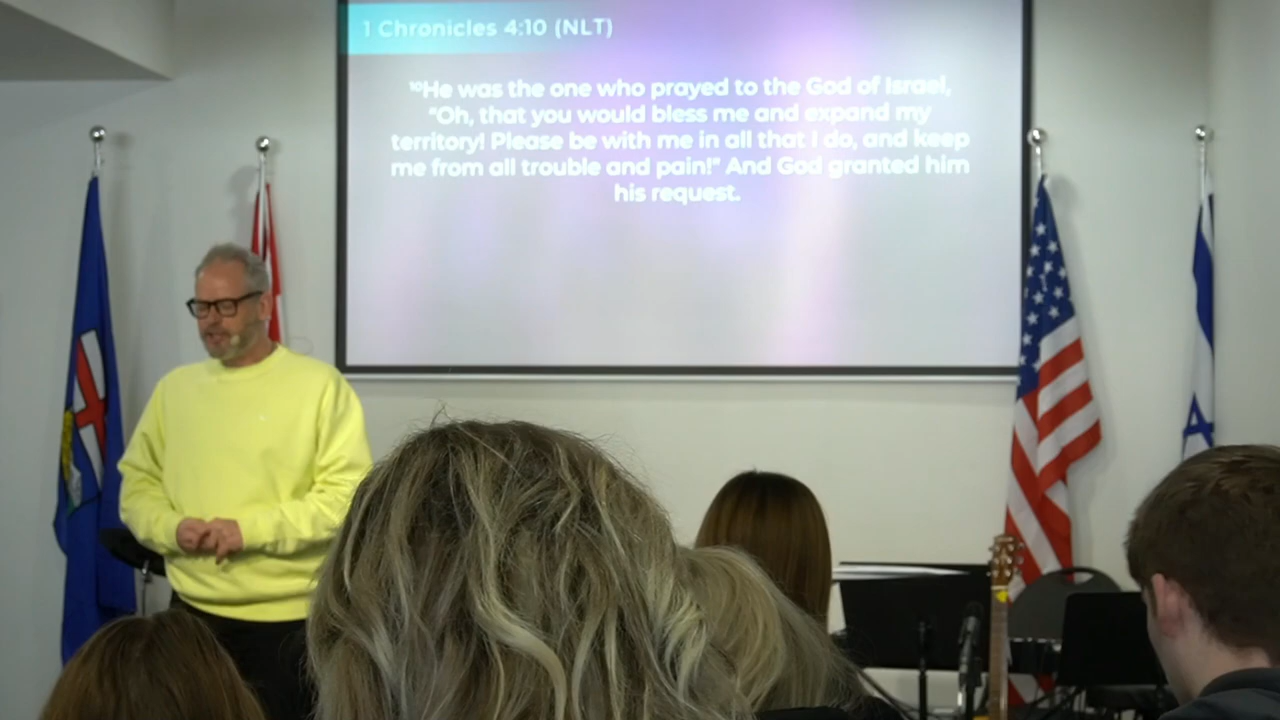 1 Chronicles 4:10 (NLT)
¹⁰He was the one who prayed to the God of Israel,
"Oh, that you would bless me and expand my
territory! Please be with me in all that I do, and keep
me from all trouble and pain!" And God granted him
his request.